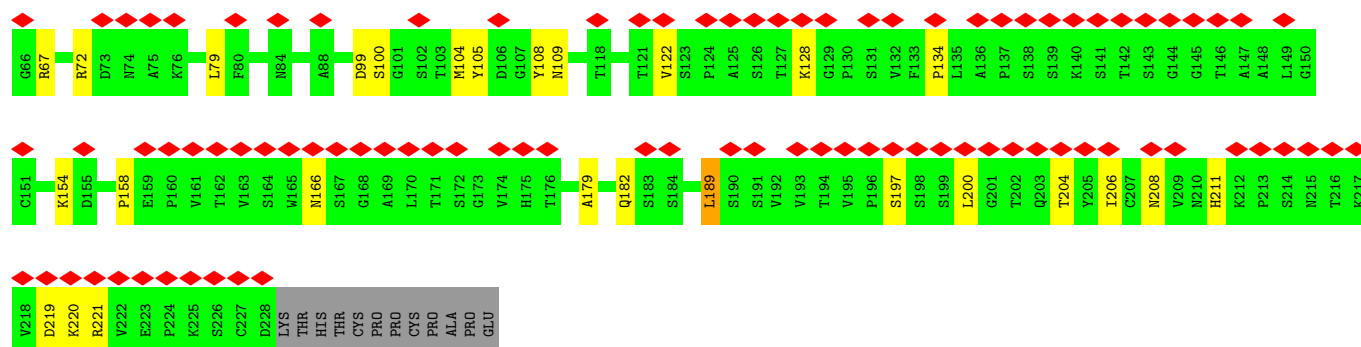 G66 R67 R72 D73 N74 A75 K76 L79 F80 N84 A88 D99 S100 G101 S102 T103 M104 Y105 D106 G107 Y108 N109 T118 T121 V122 S123 P124 A125 S126 T127 K128 G129 P130 S131 V132 F133 P134 L135 A136 P137 S138 S139 K140 S141 T142 S143 G144 G145 T146 A147 A148 L149 G150
C151 K154 D155 P158 E159 P160 V161 T162 V163 S164 W165 N166 S167 G168 A169 L170 T171 S172 G173 V174 H175 T176 A179 Q182 S183 S184 L189 S190 S191 V192 V193 T194 V195 P196 S197 S198 S199 L200 G201 T202 Q203 T204 Y205 I206 C207 N208 V209 N210 H211 K212 P213 S214 N215 T216 K217
V218 D219 K220 R221 V222 E223 P224 K225 S226 C227 D228 LYS THR HIS THR CYS PRO PRO CYS PRO ALA PRO GLU